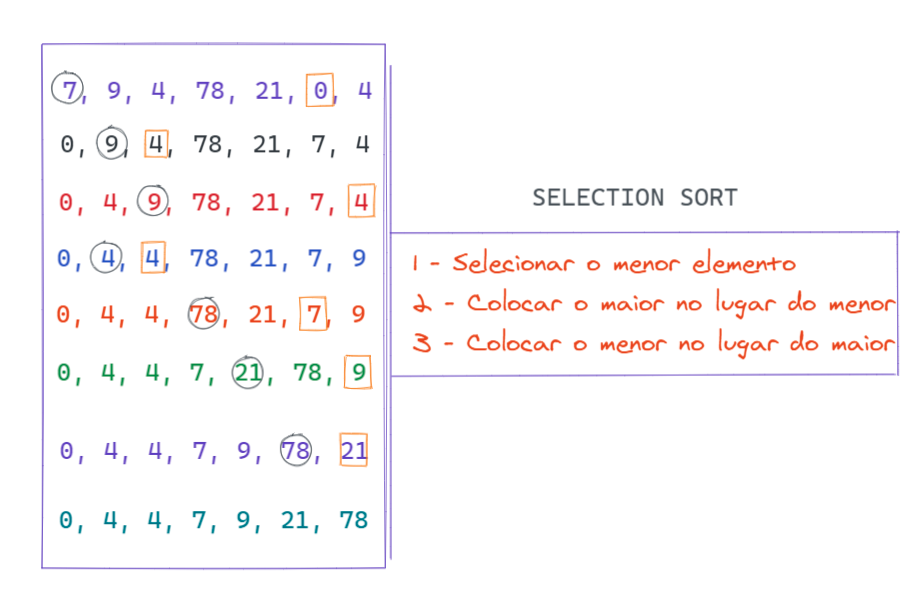 7, 9, 4, 78, 21, 0, 4
0, 9, 4, 78, 21, 7, 4
0, 4, 9, 78, 21, 7, 4
0, 4, 4, 78, 21, 7, 9
0, 4, 4, 78, 21, 7, 9
0, 4, 4, 7, 21, 78, 9
0, 4, 4, 7, 9, 78, 21
0, 4, 4, 7, 9, 21, 78
SELECTION SORT
1 - Selecionar o menor elemento
2 - Colocar o maior no lugar do menor
3 - Colocar o menor no lugar do maior